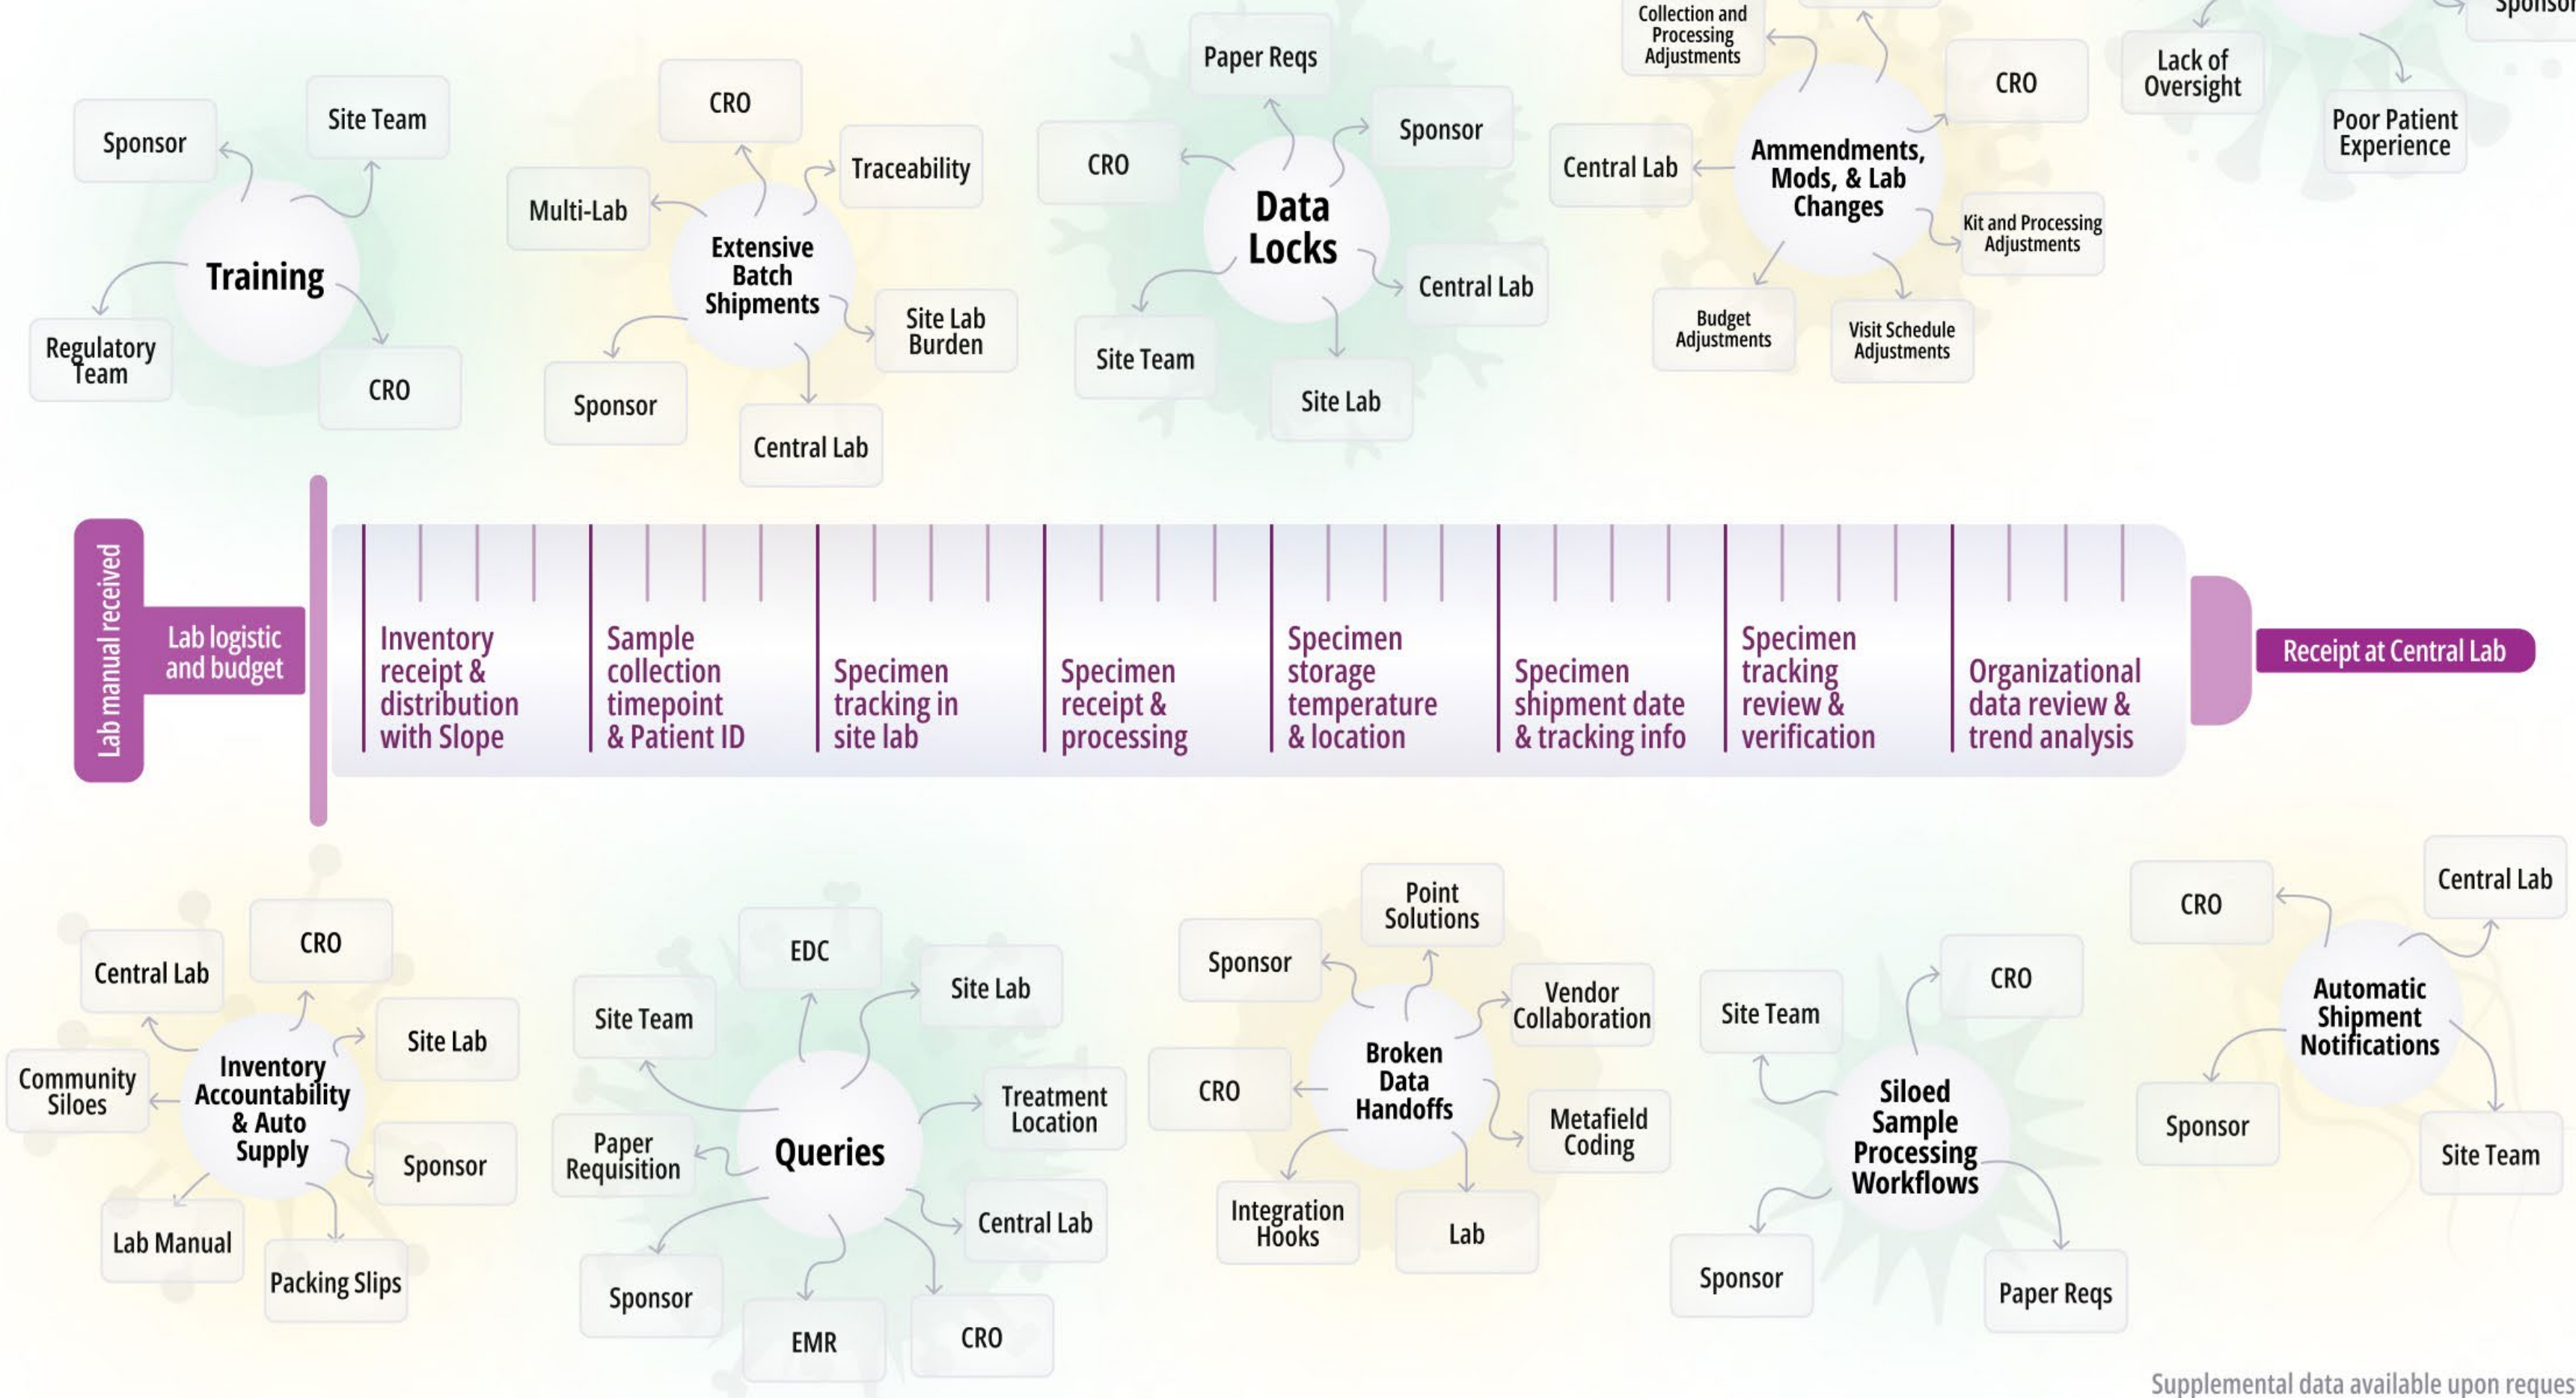 Collection and
Processing
Adjustments
Sponsor
Lack of
Oversight
Poor Patient
Experience
Sponsor
Site Team
Training
Regulatory
Team
CRO
CRO
Traceability
Multi-Lab
Extensive
Batch
Shipments
Site Lab
Burden
Sponsor
Central Lab
Paper Reqs
Sponsor
CRO
Data
Locks
Central Lab
Site Team
Site Lab
CRO
Central Lab
Ammendments,
Mods, & Lab
Changes
Kit and Processing
Adjustments
Budget
Adjustments
Visit Schedule
Adjustments
Lab manual received
Lab logistic
and budget
Inventory
receipt &
distribution
with Slope
Sample
collection
timepoint
& Patient ID
Specimen
tracking in
site lab
Specimen
receipt &
processing
Specimen
storage
temperature
& location
Specimen
shipment date
& tracking info
Specimen
tracking
review &
verification
Organizational
data review &
trend analysis
Receipt at Central Lab
CRO
Central Lab
Site Lab
Community
Siloes
Inventory
Accountability
& Auto
Supply
Sponsor
Lab Manual
Packing Slips
EDC
Site Lab
Site Team
Treatment
Location
Paper
Requisition
Queries
Central Lab
Sponsor
EMR
CRO
Point
Solutions
Sponsor
Vendor
Collaboration
CRO
Broken
Data
Handoffs
Metafield
Coding
Integration
Hooks
Lab
CRO
Site Team
Siloed
Sample
Processing
Workflows
Sponsor
Paper Reqs
Central Lab
CRO
Automatic
Shipment
Notifications
Sponsor
Site Team
Supplemental data available upon reques